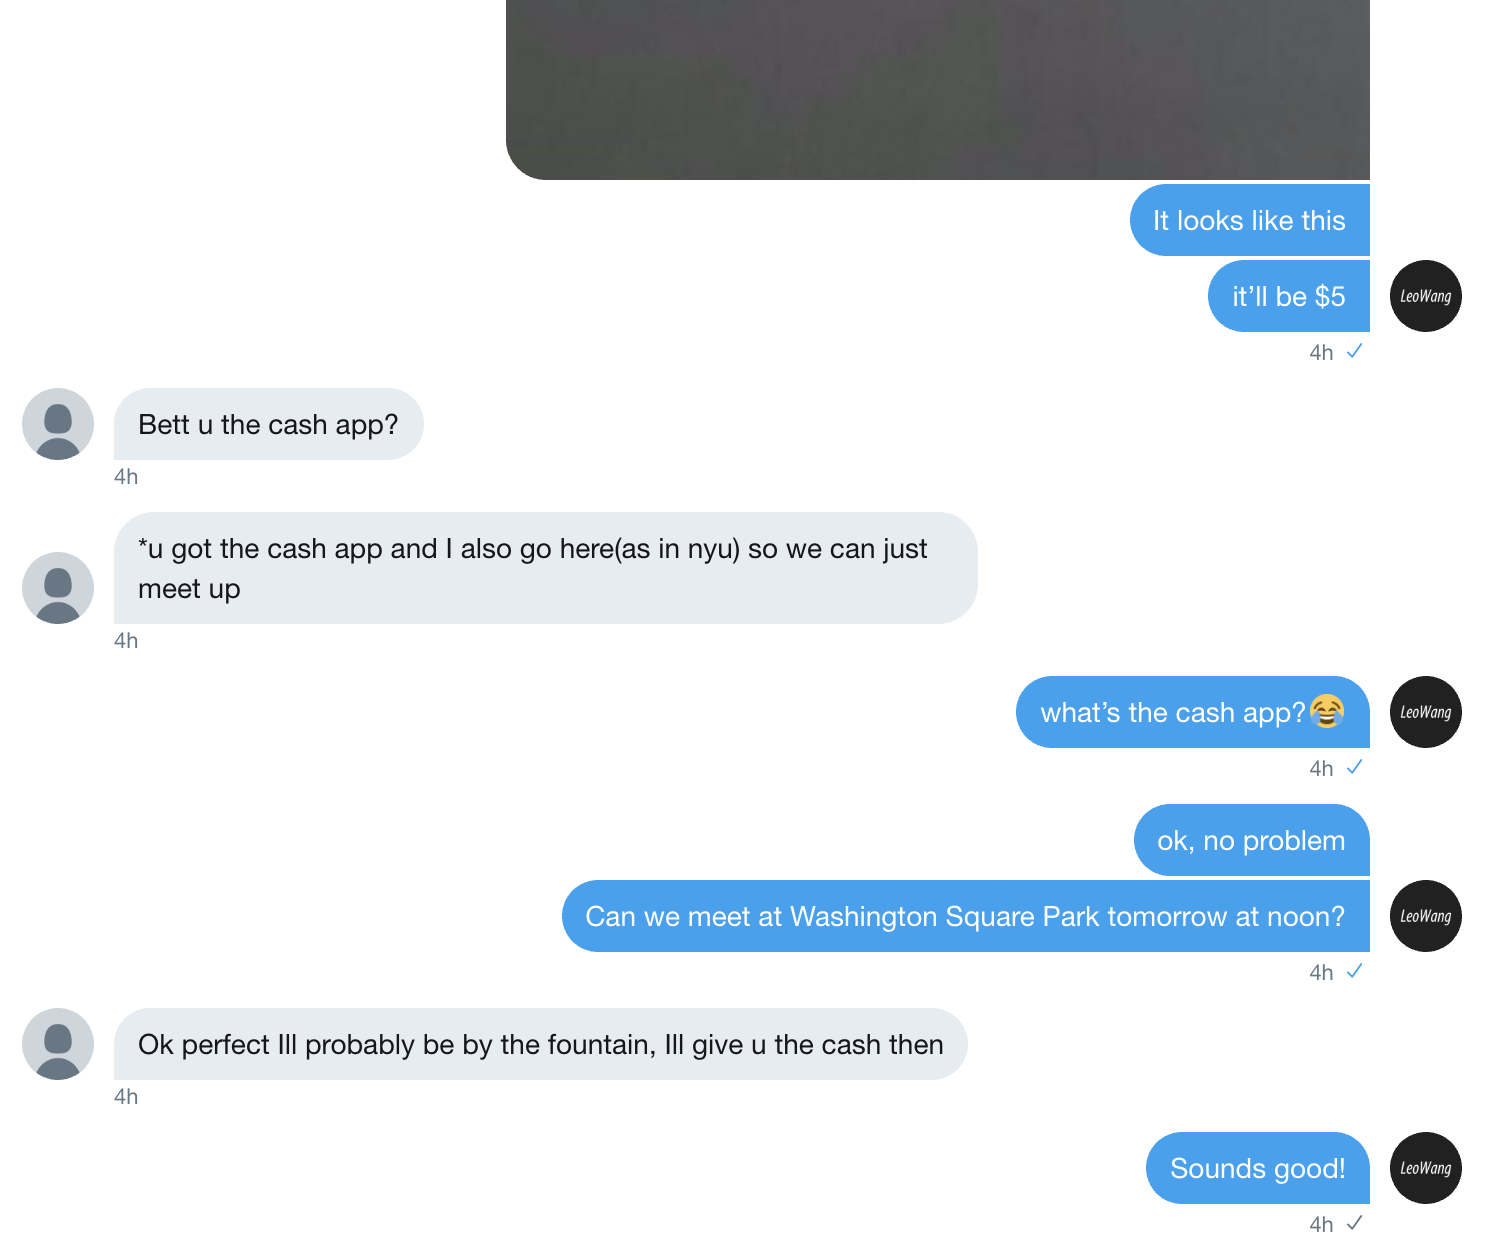 It looks like this
it’ll be $5
LeoWang
4h ✓
Bett u the cash app?
4h
*u got the cash app and I also go here(as in nyu) so we can just
meet up
4h
what’s the cash app?😂
LeoWang
4h ✓
ok, no problem
Can we meet at Washington Square Park tomorrow at noon?
LeoWang
4h ✓
Ok perfect Ill probably be by the fountain, Ill give u the cash then
4h
Sounds good!
LeoWang
4h ✓